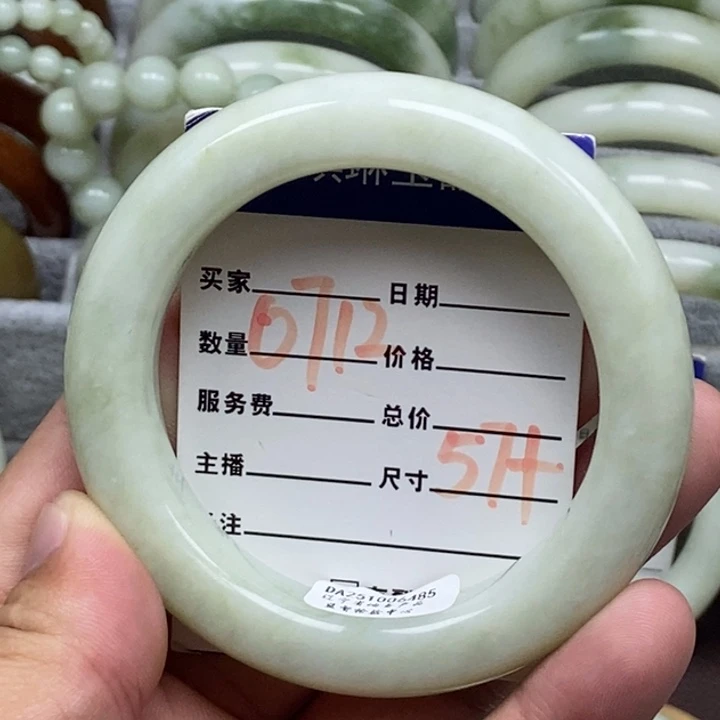 买家 日期
0712
数量 价格
服务费 总价
57+
主播 尺寸
注
DA251006485